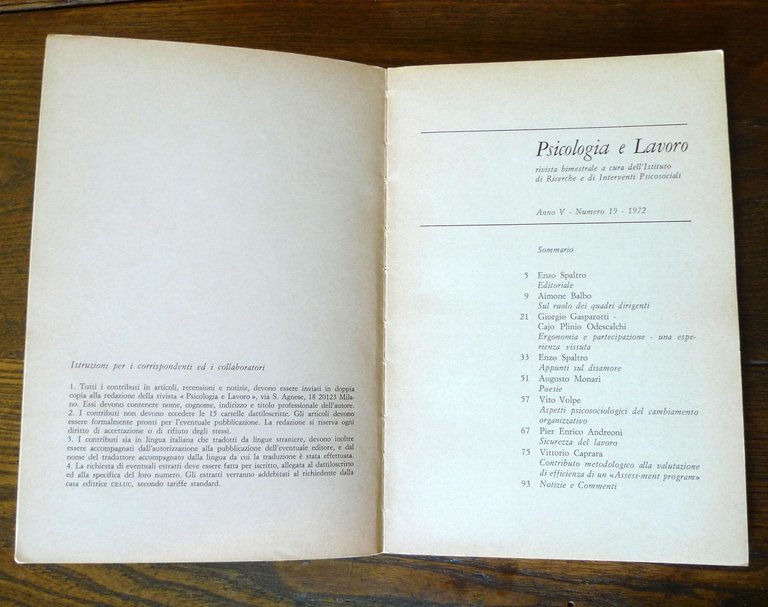 Istruzioni per i corrispondenti ed i collaboratori
1. Tutti i contributi in articoli, recensioni e notizie, devono essere inviati in doppia
copia alla redazione della rivista « Psicologia e Lavoro », via S. Agnese, 18 20123 Mila-
no. Essi devono contenere nome, cognome, indirizzo e titolo professionale dell'autore.
2. I contributi non devono eccedere le 15 cartelle dattiloscritte. Gli articoli devono
essere formalmente pronti per l'eventuale pubblicazione. La redazione si riserva ogni
diritto di accettazione o di rifiuto degli stessi.
3. I contributi sia in lingua italiana che tradotti da lingue straniere, devono inoltre
essere accompagnati dall'autorizzazione alla pubblicazione dell'eventuale editore, e dal
nome del traduttore accompagnato dalla lingua da cui la traduzione è stata effettuata.
4. La richiesta di eventuali estratti deve essere fatta per iscritto, allegata al dattiloscritto
ed alla specifica del loro numero. Gli estratti verranno addebitati al richiedente dalla
casa editrice CELUC, secondo tariffe standard.
Psicologia e Lavoro
rivista bimestrale a cura dell'Istituto
di Ricerche e di Interventi Psicosociali
Anno V - Numero 19 - 1972
Sommario
5 Enzo Spaltro
Editoriale
9 Aimone Balbo
Sul ruolo dei quadri dirigenti
21 Giorgio Gasparotti -
Cajo Plinio Odescalchi
Ergonomia e partecipazione - una espe-
rienza vissuta
33 Enzo Spaltro
Appunti sul disamore
51 Augusto Monari
Poesie
57 Vito Volpe
Aspetti psicosociologici del cambiamento
organizzativo
67 Pier Enrico Andreoni
Sicurezza del lavoro
75 Vittorio Caprara
Contributo metodologico alla valutazione
di efficienza di un «Assess-ment program»
93 Notizie e Commenti